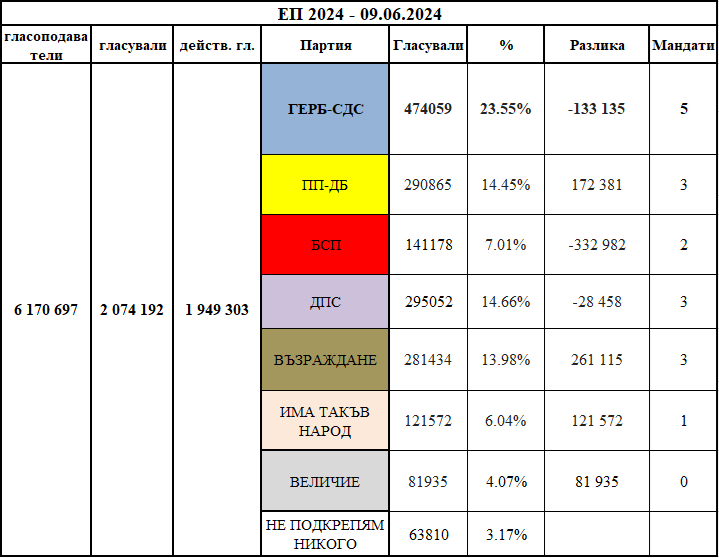 ЕП 2024 - 09.06.2024
гласоподава
тели гласували действ. гл. Партия Гласували % Разлика Мандати
6 170 697 2 074 192 1 949 303
ГЕРБ-СДС 474059 23.55% -133 135 5
ПП-ДБ 290865 14.45% 172 381 3
БСП 141178 7.01% -332 982 2
ДПС 295052 14.66% -28 458 3
ВЪЗРАЖДАНЕ 281434 13.98% 261 115 3
ИМА ТАКЪВ
НАРОД 121572 6.04% 121 572 1
ВЕЛИЧИЕ 81935 4.07% 81 935 0
НЕ ПОДКРЕПЯМ
НИКОГО 63810 3.17%